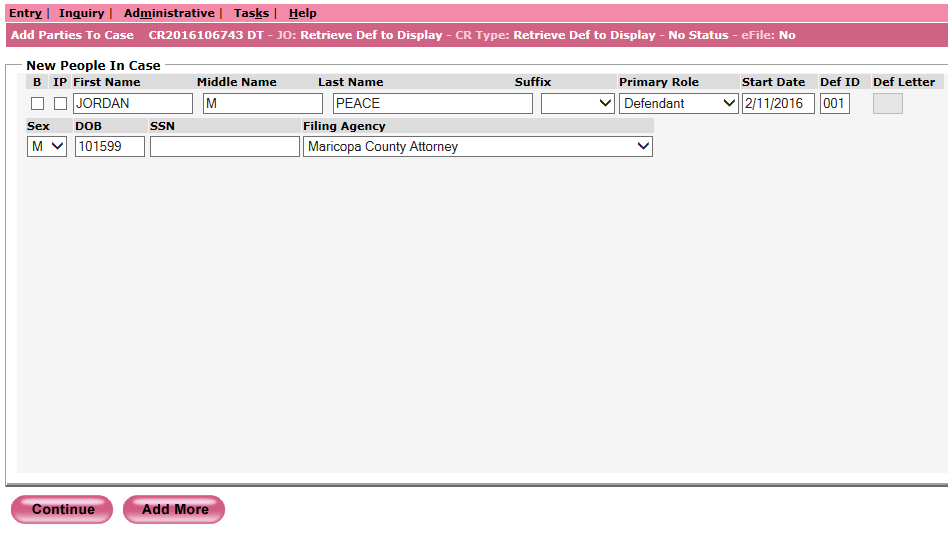 Entry | Inquiry | Administrative | Tasks | Help
Add Parties To Case CR2016106743 DT - JO: Retrieve Def to Display - CR Type: Retrieve Def to Display - No Status - eFile: No
New People In Case
B IP First Name Middle Name Last Name Suffix Primary Role Start Date Def ID Def Letter
JORDAN M PEACE Defendant 2/11/2016 001
Sex DOB SSN Filing Agency
M 101599 Maricopa County Attorney
Continue Add More